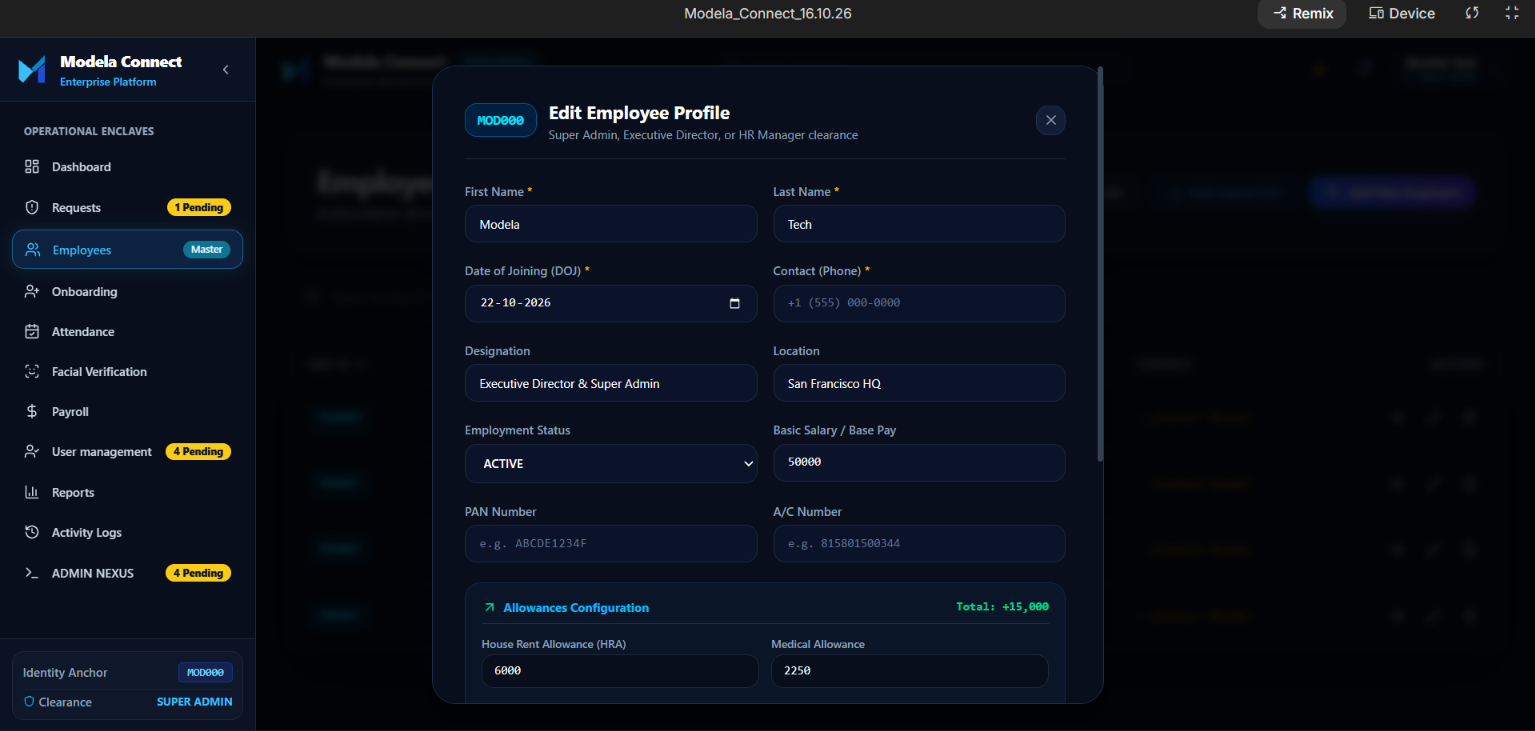 Modela_Connect_16.10.26
Remix
Device
Modela Connect
Enterprise Platform
OPERATIONAL ENCLAVES
Dashboard
Requests 1 Pending
Employees Master
Onboarding
Attendance
Facial Verification
Payroll
User management 4 Pending
Reports
Activity Logs
ADMIN NEXUS 4 Pending
Identity Anchor MOD000
Clearance SUPER ADMIN
MOD000
Edit Employee Profile
Super Admin, Executive Director, or HR Manager clearance
First Name * Last Name *
Modela Tech
Date of Joining (DOJ) * Contact (Phone) *
22-10-2026 +1 (555) 000-0000
Designation Location
Executive Director & Super Admin San Francisco HQ
Employment Status Basic Salary / Base Pay
ACTIVE 50000
PAN Number A/C Number
e.g. ABCDE1234F e.g. 815801500344
Allowances Configuration Total: +15,000
House Rent Allowance (HRA) Medical Allowance
6000 2250